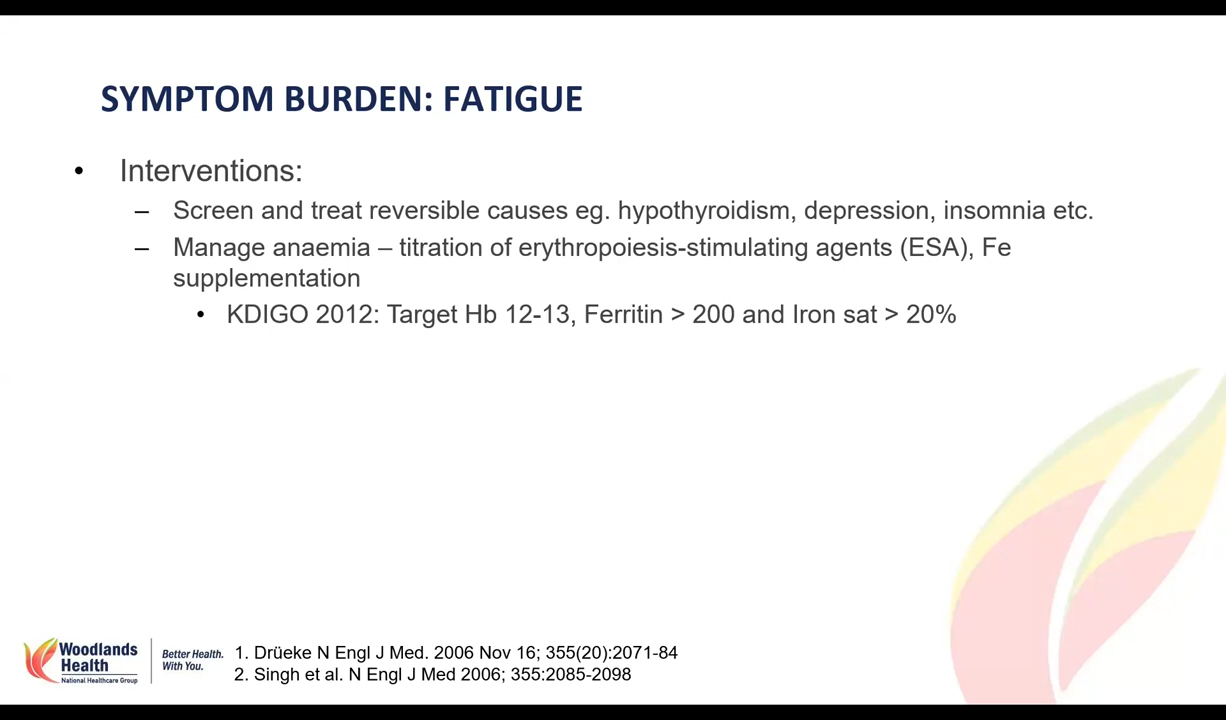 SYMPTOM BURDEN: FATIGUE
• Interventions:
– Screen and treat reversible causes eg. hypothyroidism, depression, insomnia etc.
– Manage anaemia – titration of erythropoiesis-stimulating agents (ESA), Fe
supplementation
• KDIGO 2012: Target Hb 12-13, Ferritin > 200 and Iron sat > 20%
Woodlands
Health
National Healthcare Group
Better Health.
With You.
1. Drüeke N Engl J Med. 2006 Nov 16; 355(20):2071-84
2. Singh et al. N Engl J Med 2006; 355:2085-2098